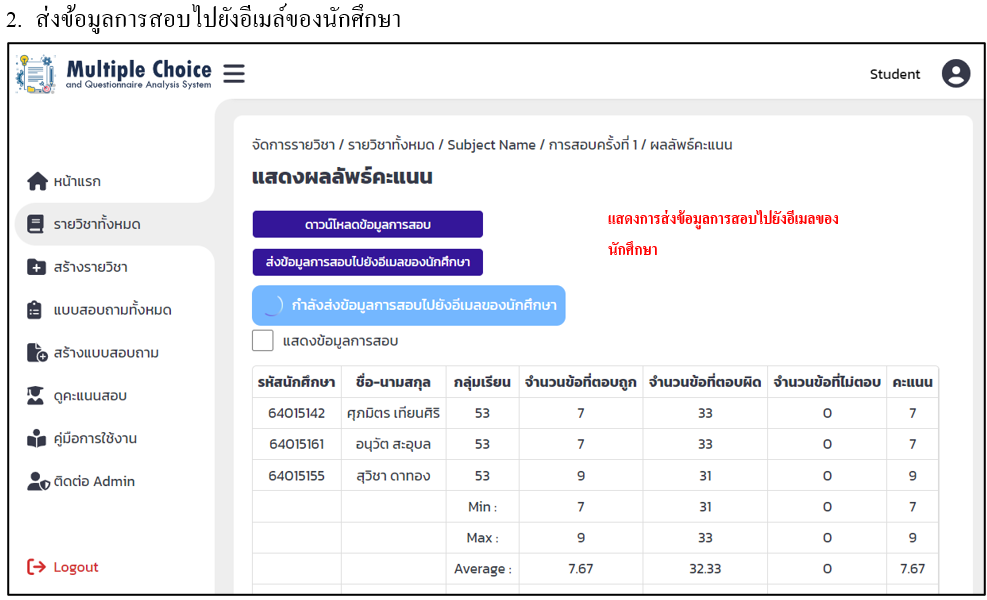 2. ส่งข้อมูลการสอบไปยังอีเมล์ของนักศึกษา
Multiple Choice
and Questionnaire Analysis System
Student
จัดการรายวิชา / รายวิชาทั้งหมด / Subject Name / การสอบครั้งที่ 1 / ผลลัพธ์คะแนน
แสดงผลลัพธ์คะแนน
หน้าแรก
รายวิชาทั้งหมด
สร้างรายวิชา
แบบสอบถามทั้งหมด
สร้างแบบสอบถาม
ดูคะแนนสอบ
คู่มือการใช้งาน
ติดต่อ Admin
Logout
ดาวน์โหลดข้อมูลการสอบ
ส่งข้อมูลการสอบไปยังอีเมลของนักศึกษา
กำลังส่งข้อมูลการสอบไปยังอีเมลของนักศึกษา
แสดงการส่งข้อมูลการสอบไปยังอีเมลของ
นักศึกษา
แสดงข้อมูลการสอบ
รหัสนักศึกษา ชื่อ-นามสกุล กลุ่มเรียน จำนวนข้อที่ตอบถูก จำนวนข้อที่ตอบผิด จำนวนข้อที่ไม่ตอบ คะแนน
64015142 ศุภมิตร เทียนศิริ 53 7 33 0 7
64015161 อนุวัต สะอุบล 53 7 33 0 7
64015155 สุวิชา ดาทอง 53 9 31 0 9
Min : 7 31 0 7
Max : 9 33 0 9
Average : 7.67 32.33 0 7.67